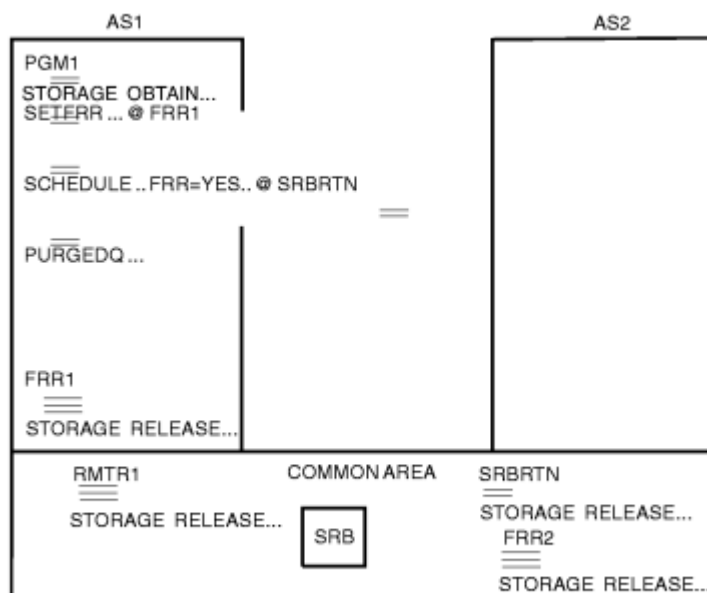 AS1
AS2
PGM1
STORAGE OBTAIN...
SETFRR ... @ FRR1
SCHEDULE .. FRR=YES.. @ SRBRTN
PURGEDQ ...
FRR1
STORAGE RELEASE...
RMTR1
STORAGE RELEASE...
COMMON AREA
SRB
SRBRTN
STORAGE RELEASE...
FRR2
STORAGE RELEASE...